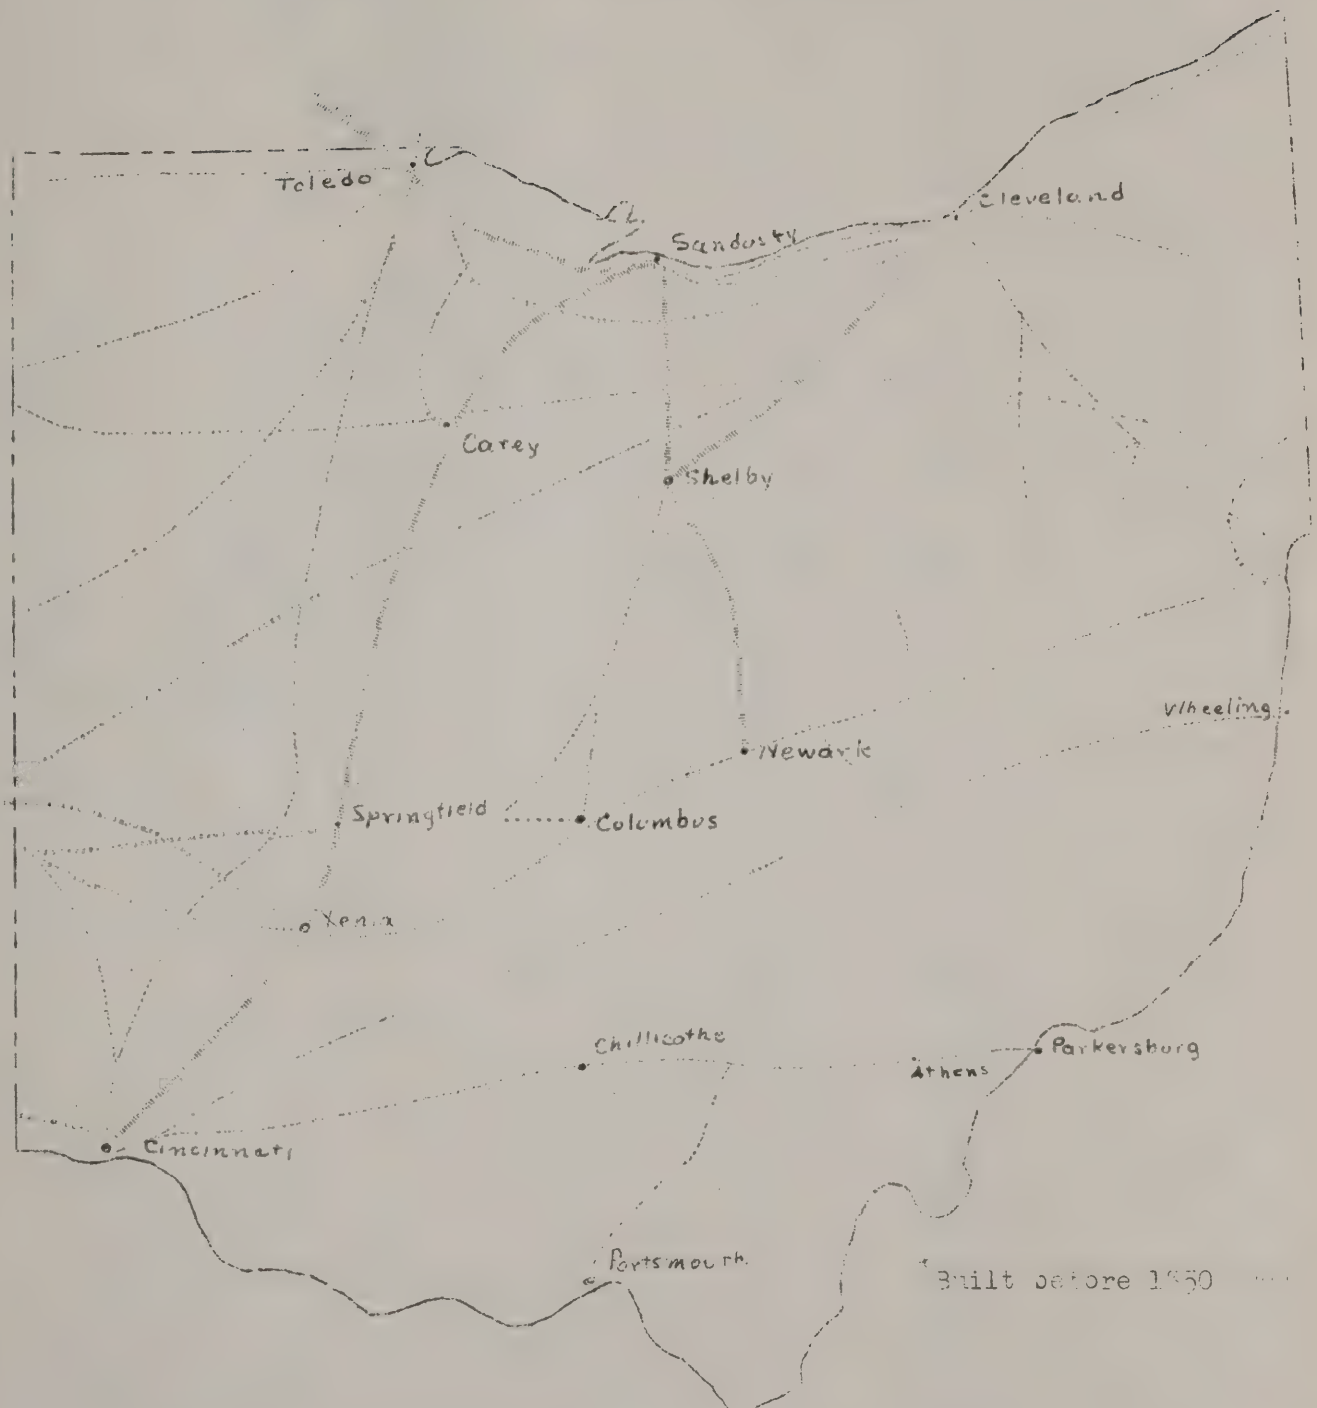 Toledo
Cleveland
Sandusky
Carey
Shelby
Wheeling
Newark
Springfield
Columbus
Xenia
Chillicothe
Athens
Parkersburg
Cincinnati
Portsmouth
Built before